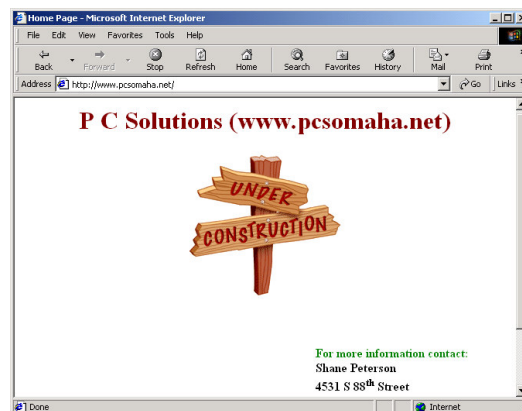 Home Page - Microsoft Internet Explorer
File Edit View Favorites Tools Help
Back Forward Stop Refresh Home Search Favorites History Mail Print
Address http://www.pcsomaha.net/ Go Links
P C Solutions (www.pcsomaha.net)
UNDER
CONSTRUCTION
For more information contact:
Shane Peterson
4531 S 88th Street
Done Internet